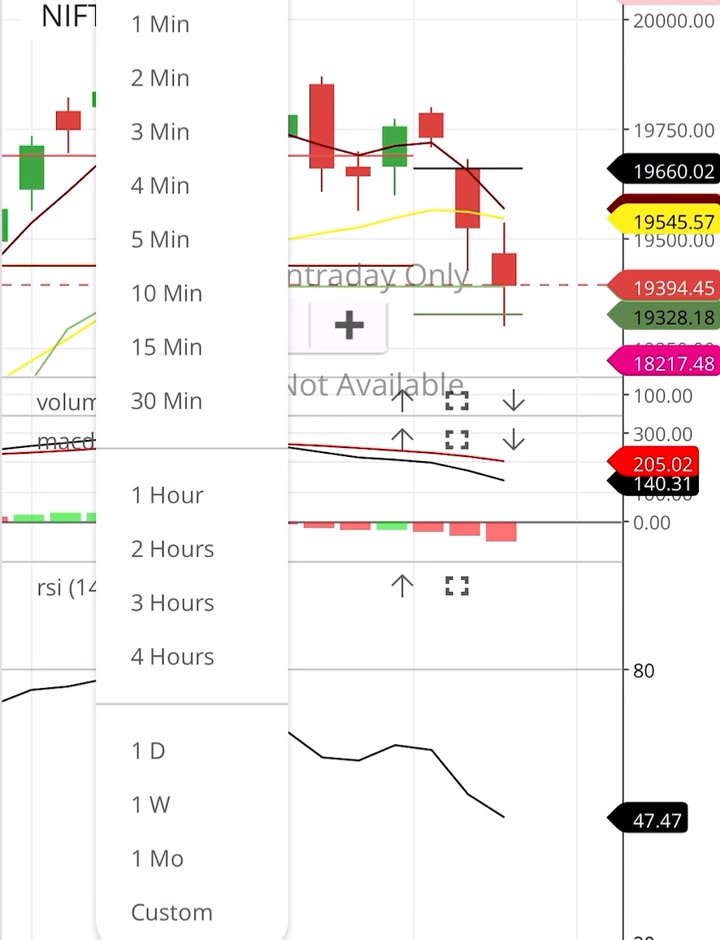 NIFT
1 Min
2 Min
3 Min
4 Min
5 Min
10 Min
15 Min
30 Min
1 Hour
2 Hours
3 Hours
4 Hours
1 D
1 W
1 Mo
Custom
ntraday Only
Not Available
volum
macd
rsi (14
20000.00
19750.00
19660.02
19545.57
19500.00
19394.45
19328.18
18217.48
100.00
300.00
205.02
140.31
0.00
80
47.47